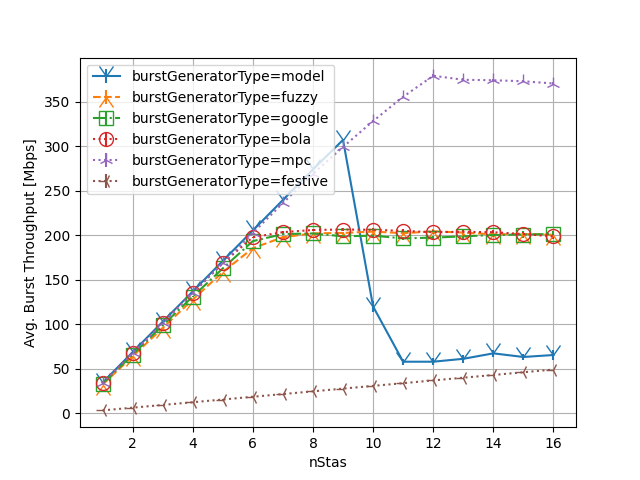 burstGeneratorType=model
burstGeneratorType=fuzzy
burstGeneratorType=google
burstGeneratorType=bola
burstGeneratorType=mpc
burstGeneratorType=festive
Avg. Burst Throughput [Mbps]
350
300
250
200
150
100
50
0
2 4 6 8 10 12 14 16
nStas